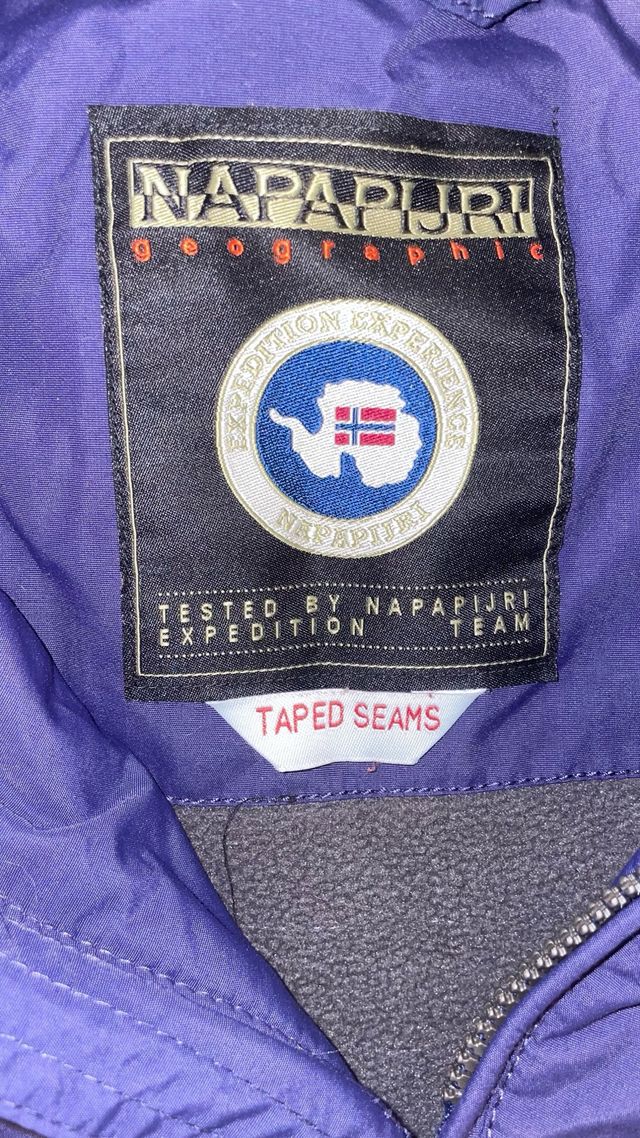 NAPAPIJRI
geographic
EXPEDITION EXPERIENCE
NAPAPIJRI
TESTED BY NAPAPIJRI
EXPEDITION TEAM
TAPED SEAMS